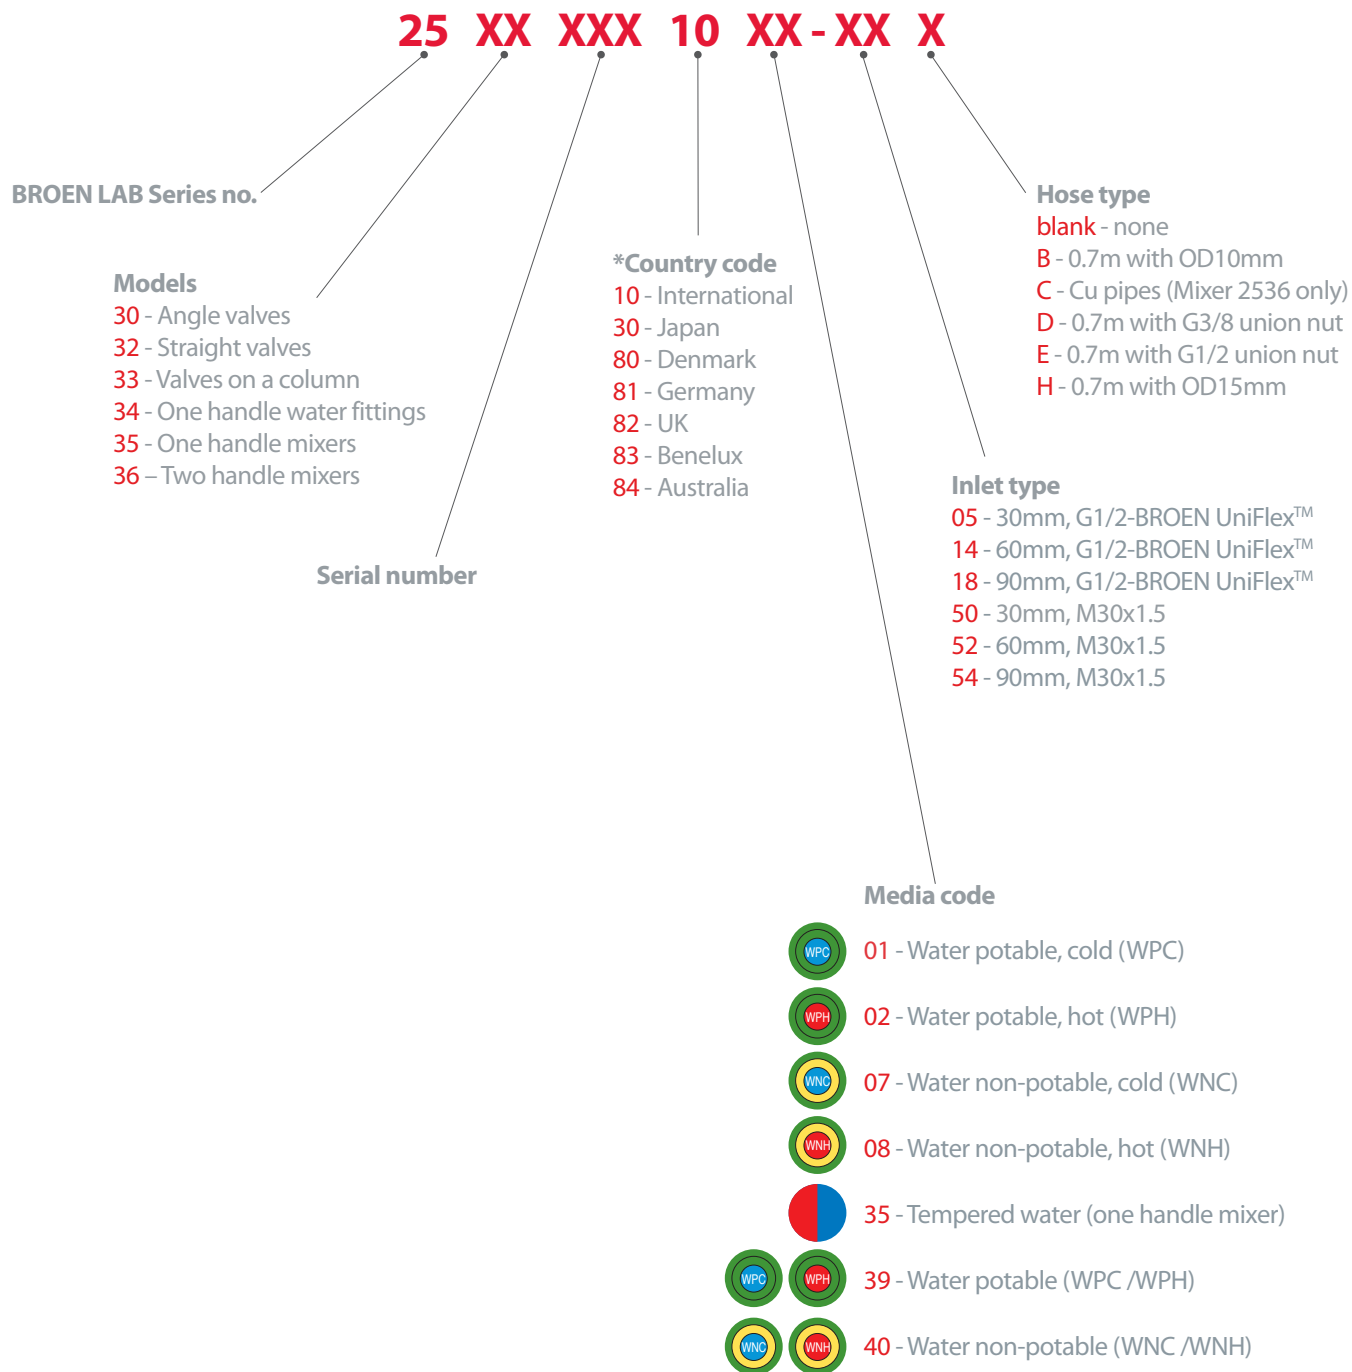 25 XX XXX 10 XX - XX X
BROEN LAB Series no.
Models
30 - Angle valves
32 - Straight valves
33 - Valves on a column
34 - One handle water fittings
35 - One handle mixers
36 – Two handle mixers
Serial number
*Country code
10 - International
30 - Japan
80 - Denmark
81 - Germany
82 - UK
83 - Benelux
84 - Australia
Hose type
blank - none
B - 0.7m with OD10mm
C - Cu pipes (Mixer 2536 only)
D - 0.7m with G3/8 union nut
E - 0.7m with G1/2 union nut
H - 0.7m with OD15mm
Inlet type
05 - 30mm, G1/2-BROEN UniFlex™
14 - 60mm, G1/2-BROEN UniFlex™
18 - 90mm, G1/2-BROEN UniFlex™
50 - 30mm, M30x1.5
52 - 60mm, M30x1.5
54 - 90mm, M30x1.5
Media code
WPC 01 - Water potable, cold (WPC)
WPH 02 - Water potable, hot (WPH)
WNC 07 - Water non-potable, cold (WNC)
WNH 08 - Water non-potable, hot (WNH)
35 - Tempered water (one handle mixer)
WPC WPH 39 - Water potable (WPC /WPH)
WNC WNH 40 - Water non-potable (WNC /WNH)